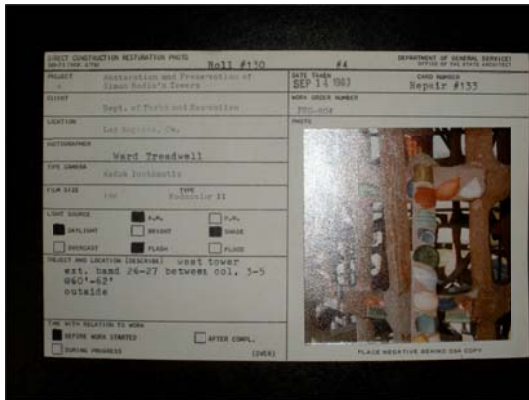 DIRECT CONSTRUCTION RESTORATION PHOTO
Roll #130
#4
DEPARTMENT OF GENERAL SERVICES
OFFICE OF THE STATE ARCHITECT
PROJECT
Restoration and Preservation of
Simon Rodia's Towers
DATE TAKEN
SEP 14 1983
CARD NUMBER
Repair #133
CLIENT
Dept. of Parks and Recreation
WORK ORDER NUMBER
LOCATION
Los Angeles, Ca.
PHOTO
PHOTOGRAPHER
Ward Treadwell
TYPE CAMERA
Kodak Instamatic
FILM SIZE
TYPE
Kodacolor II
LIGHT SOURCE
A.M.
P.M.
DAYLIGHT
BRIGHT
SHADE
OVERCAST
FLASH
FLOOD
PROJECT AND LOCATION (DESCRIBE)
west tower
ext. band 26-27 between col. 3-5
@60'-62'
outside
TIME WITH RELATION TO WORK
BEFORE WORK STARTED
AFTER COMPL.
DURING PROGRESS
(OVER)
PLACE NEGATIVE BEHIND OSA COPY